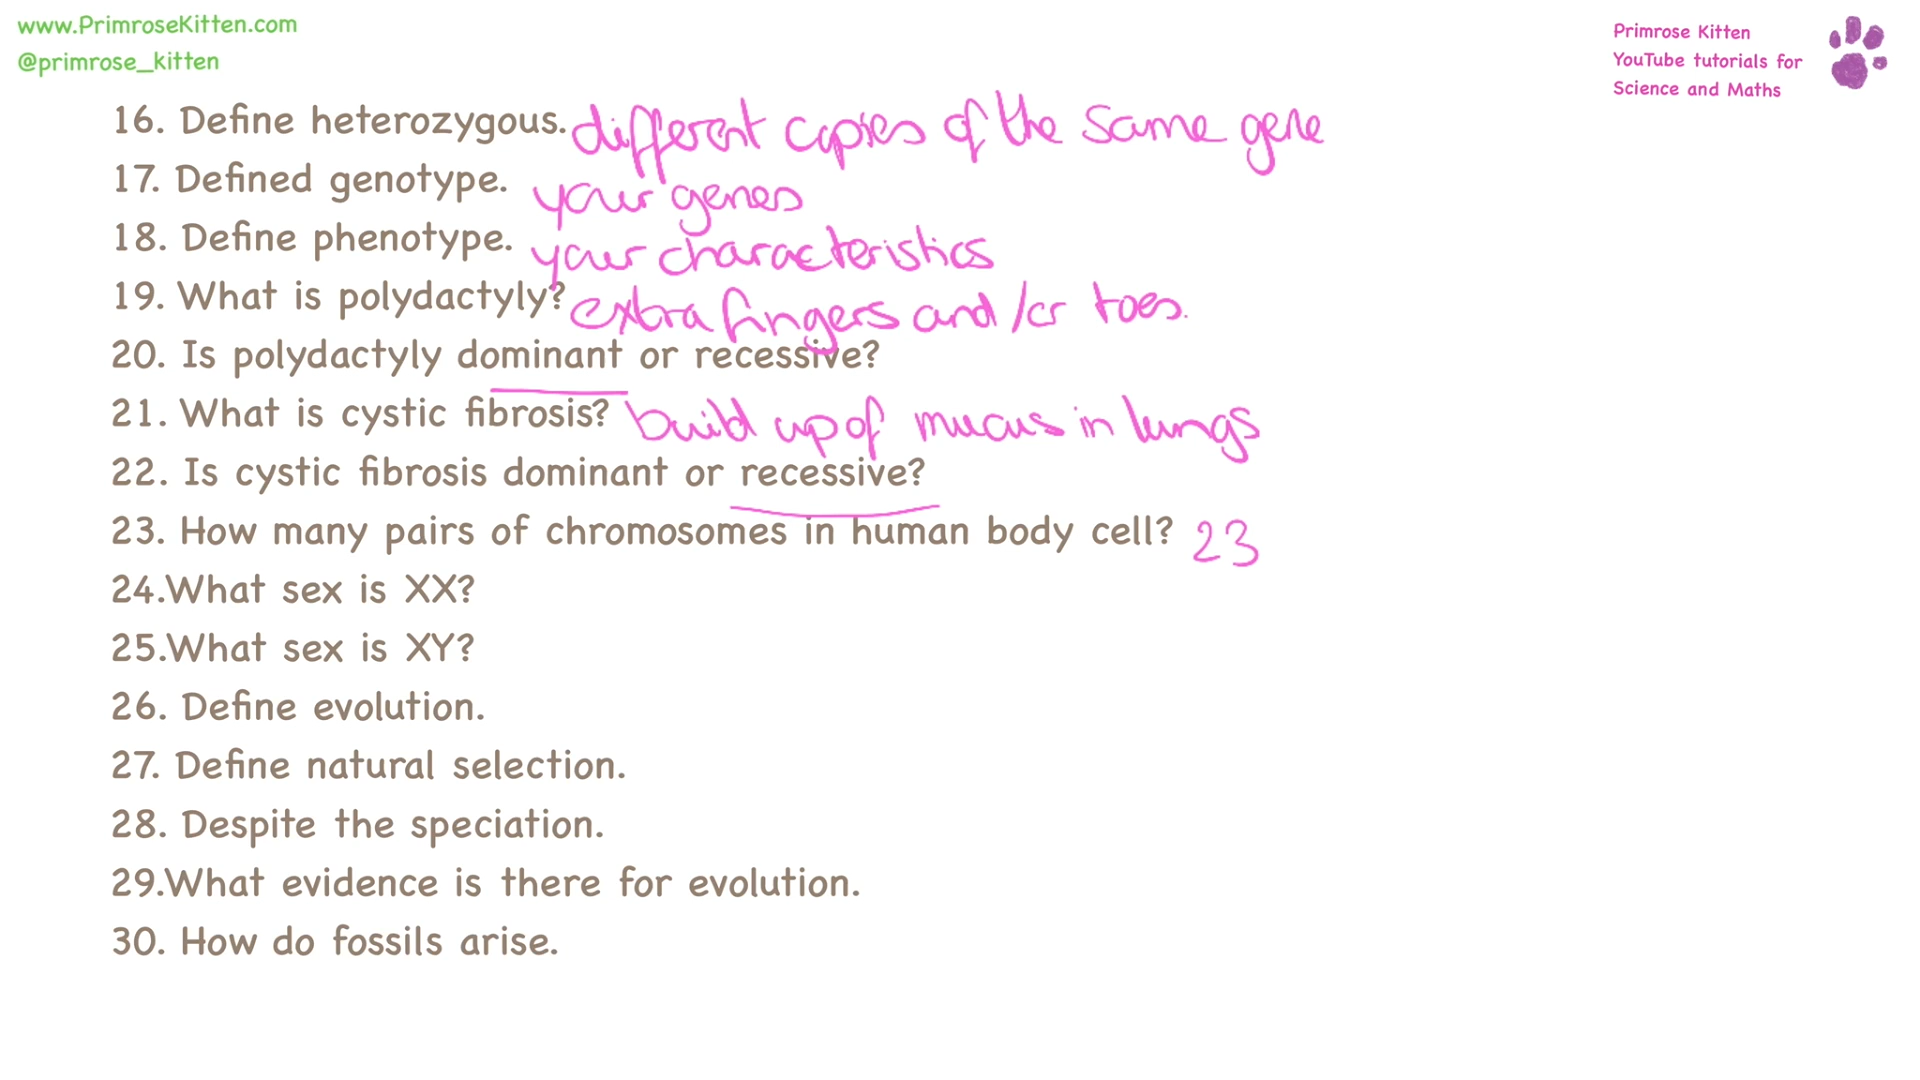 www.PrimroseKitten.com
@primrose_kitten
Primrose Kitten
YouTube tutorials for
Science and Maths
16. Define heterozygous. different copies of the same gene
17. Defined genotype. your genes
18. Define phenotype. your characteristics
19. What is polydactyly? extra fingers and /or toes.
20. Is polydactyly dominant or recessive?
21. What is cystic fibrosis? build up of mucus in lungs
22. Is cystic fibrosis dominant or recessive?
23. How many pairs of chromosomes in human body cell? 23
24.What sex is XX?
25.What sex is XY?
26. Define evolution.
27. Define natural selection.
28. Despite the speciation.
29.What evidence is there for evolution.
30. How do fossils arise.